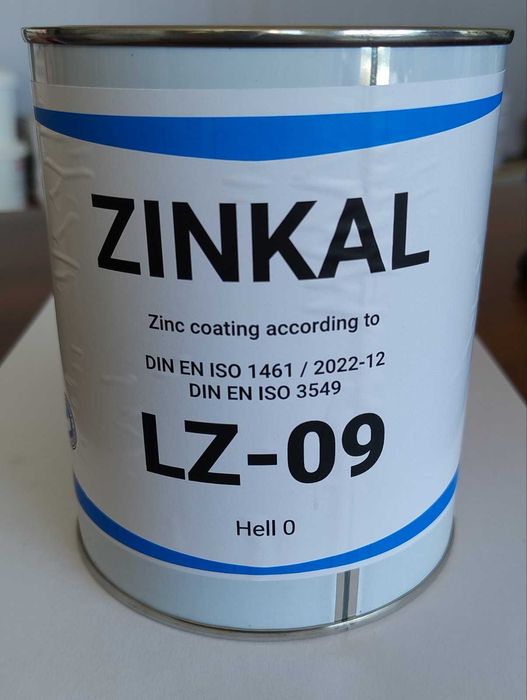 ZINKAL
Zinc coating according to
DIN EN ISO 1461 / 2022-12
DIN EN ISO 3549
LZ-09
Hell 0